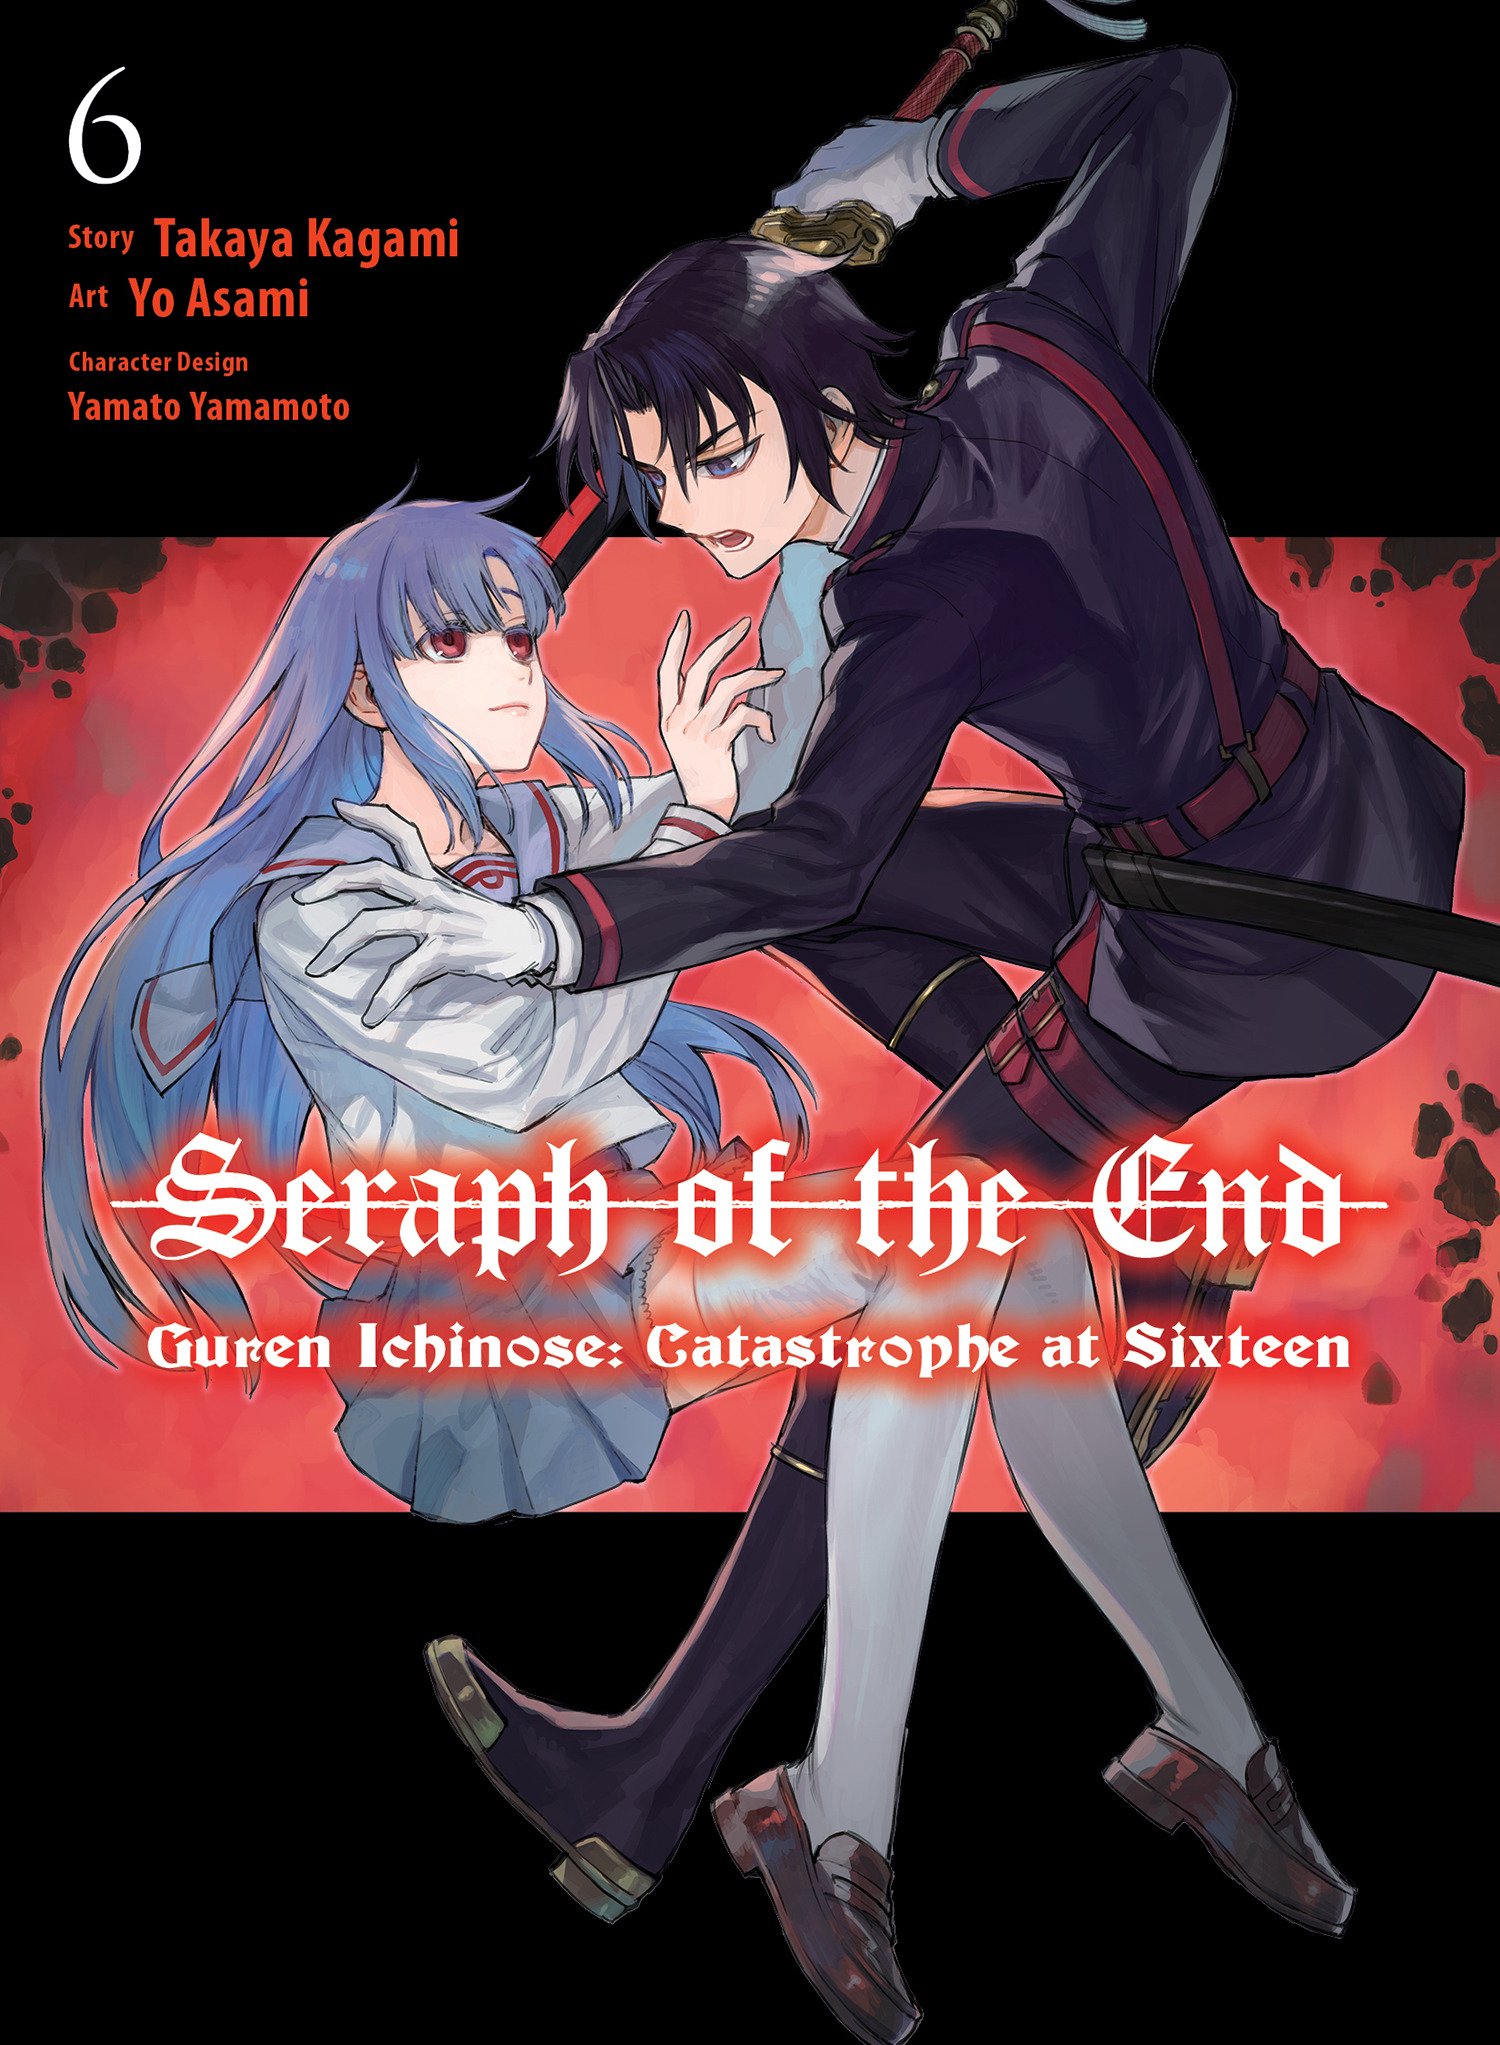 6
Story Takaya Kagami
Art Yo Asami
Character Design
Yamato Yamamoto
Seraph of the End
Guren Ichinose: Catastrophe at Sixteen